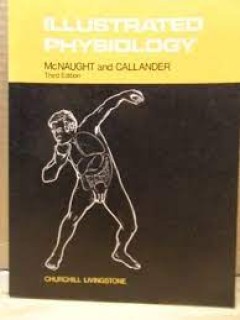 ILLUSTRATED
PHYSIOLOGY
McNAUGHT and CALLANDER
Third Edition
CHURCHILL LIVINGSTONE